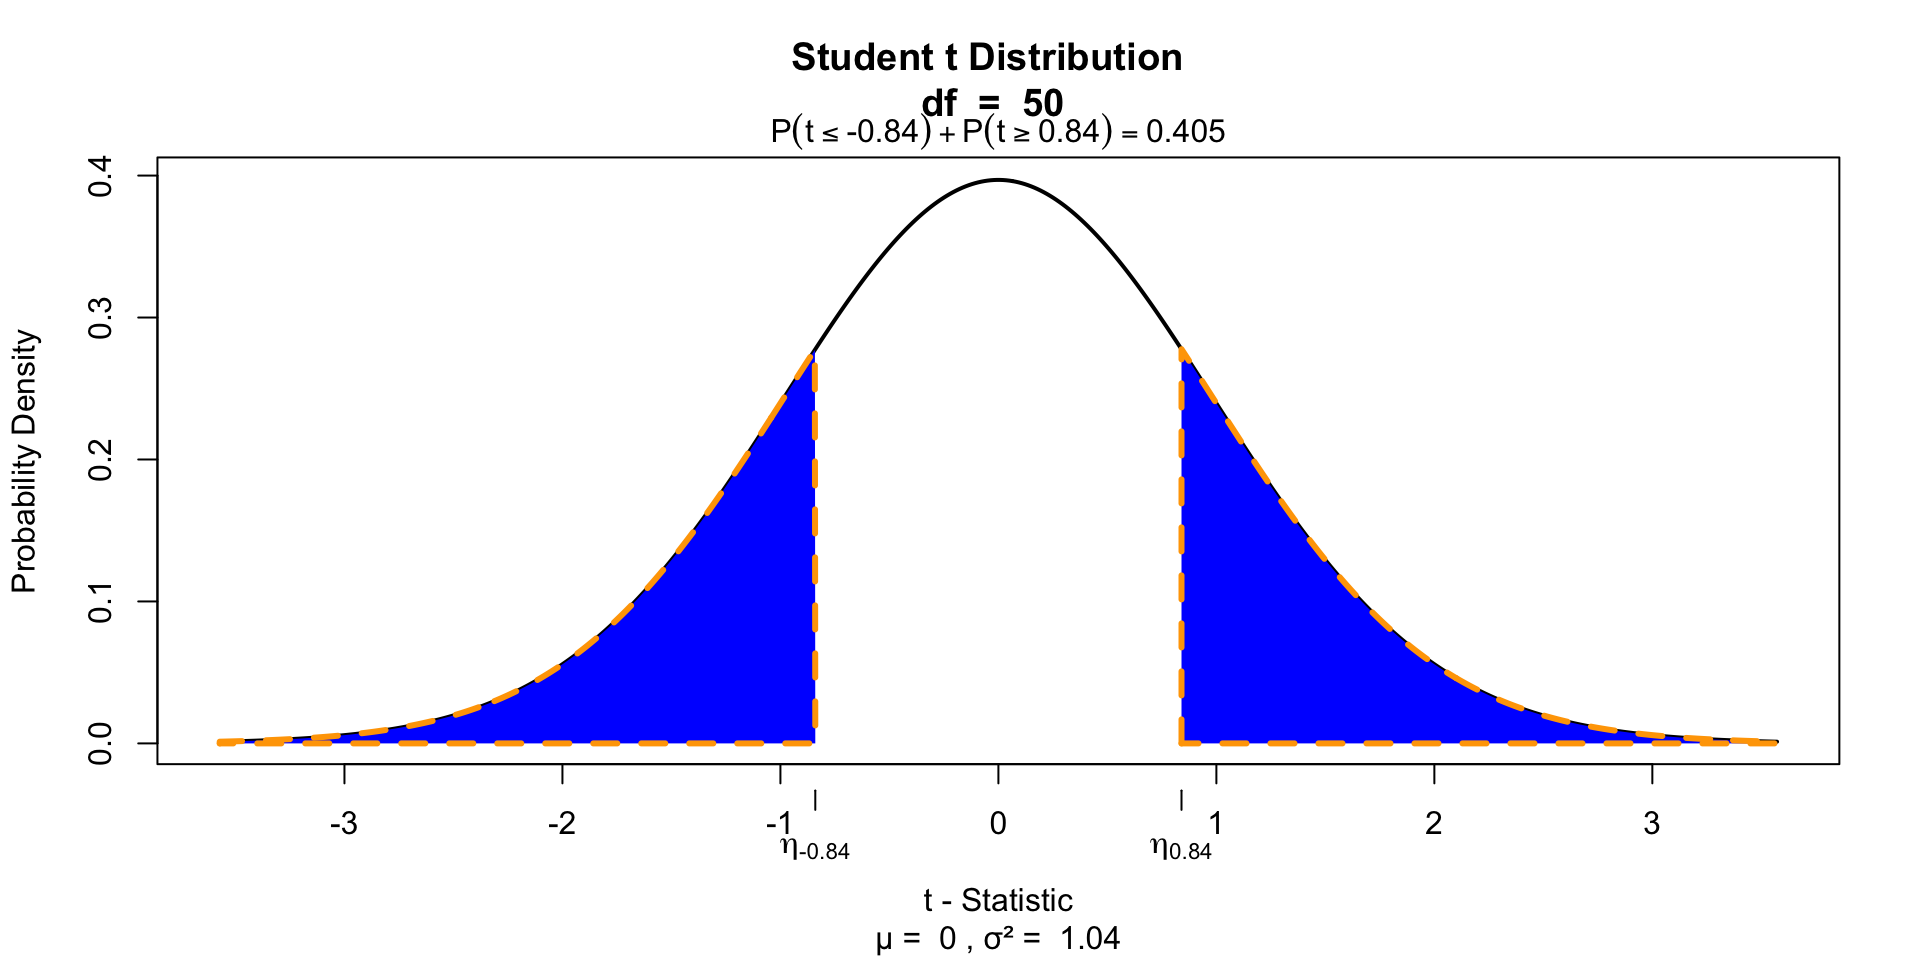 Student t Distribution
df = 50
P(t ≤ -0.84) + P(t ≥ 0.84) = 0.405
Probability Density
0.4
0.3
0.2
0.1
0.0
-3 -2 -1 0 1 2 3
η-0.84 η0.84
t - Statistic
μ = 0 , σ² = 1.04